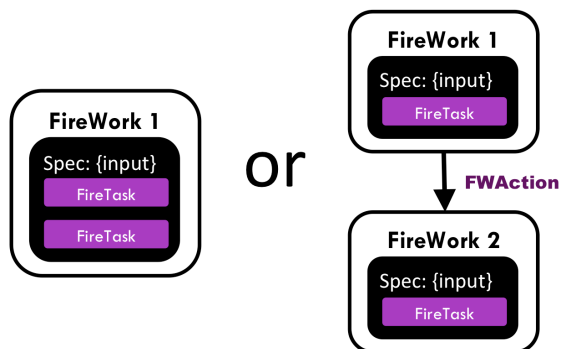 FireWork 1
Spec: {input}
FireTask
FireTask
or
FireWork 1
Spec: {input}
FireTask
FWAction
FireWork 2
Spec: {input}
FireTask